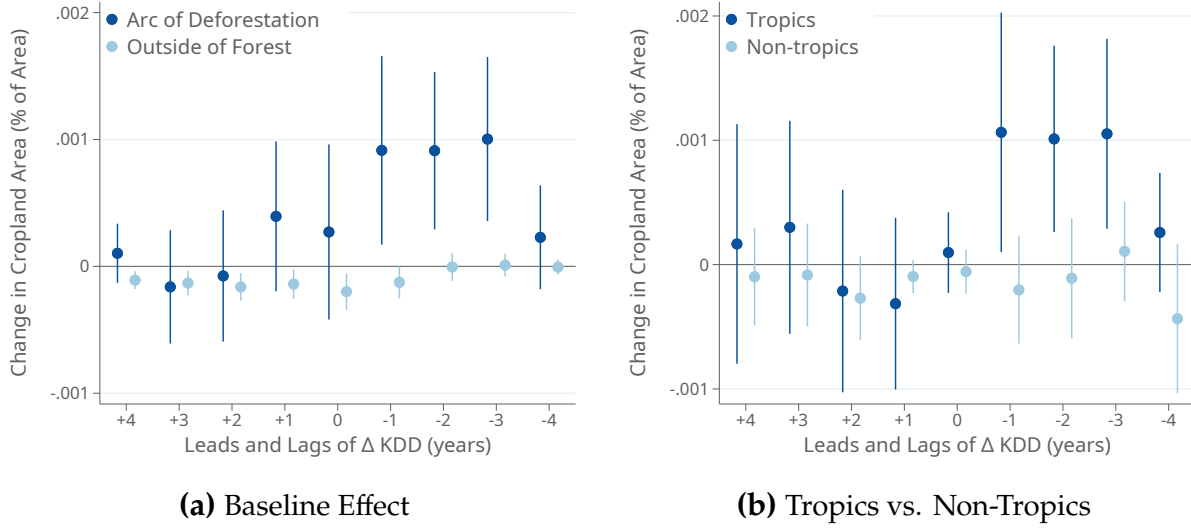 Change in Cropland Area (% of Area)
.002
.001
0
-.001
Arc of Deforestation
Outside of Forest
+4 +3 +2 +1 0 -1 -2 -3 -4
Leads and Lags of Δ KDD (years)
(a) Baseline Effect
Change in Cropland Area (% of Area)
.002
.001
0
-.001
Tropics
Non-tropics
+4 +3 +2 +1 0 -1 -2 -3 -4
Leads and Lags of Δ KDD (years)
(b) Tropics vs. Non-Tropics